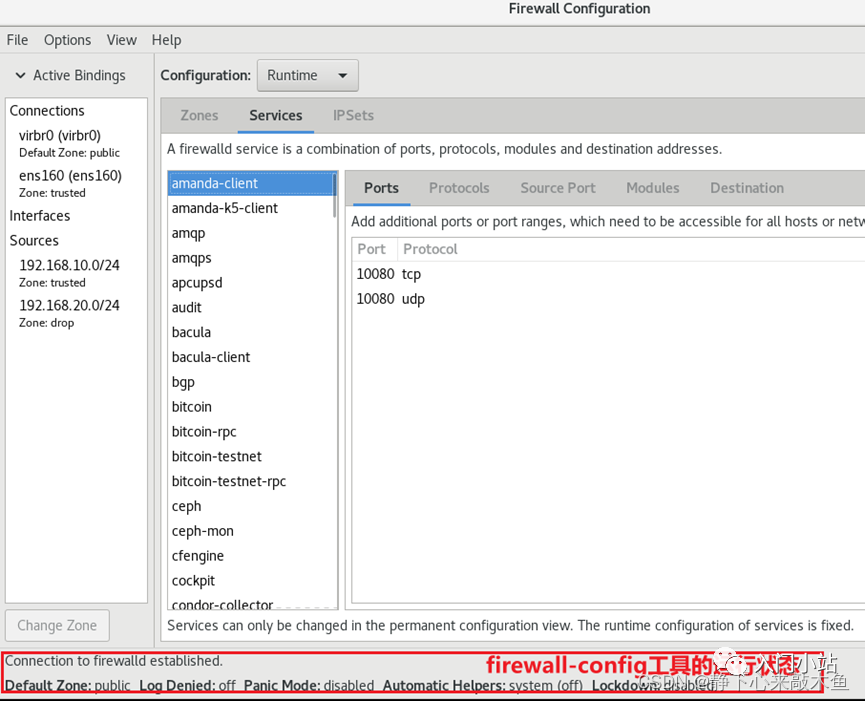 Firewall Configuration
File Options View Help
Active Bindings
Configuration: Runtime
Connections
virbr0 (virbr0)
Default Zone: public
ens160 (ens160)
Zone: trusted
Interfaces
Sources
192.168.10.0/24
Zone: trusted
192.168.20.0/24
Zone: drop
Change Zone
Zones Services IPSets
A firewalld service is a combination of ports, protocols, modules and destination addresses.
amanda-client
amanda-k5-client
amqp
amqps
apcupsd
audit
bacula
bacula-client
bgp
bitcoin
bitcoin-rpc
bitcoin-testnet
bitcoin-testnet-rpc
ceph
ceph-mon
cfengine
cockpit
condor-collector
Ports Protocols Source Port Modules Destination
Add additional ports or port ranges, which need to be accessible for all hosts or netw
Port Protocol
10080 tcp
10080 udp
Services can only be changed in the permanent configuration view. The runtime configuration of services is fixed.
Connection to firewalld established.
firewall-config工具的运行状态
入门小站
Default Zone: public Log Denied: off Panic Mode: disabled Automatic Helpers: system (off) Lockdown: disabled
CSDN @静下心来敲木鱼